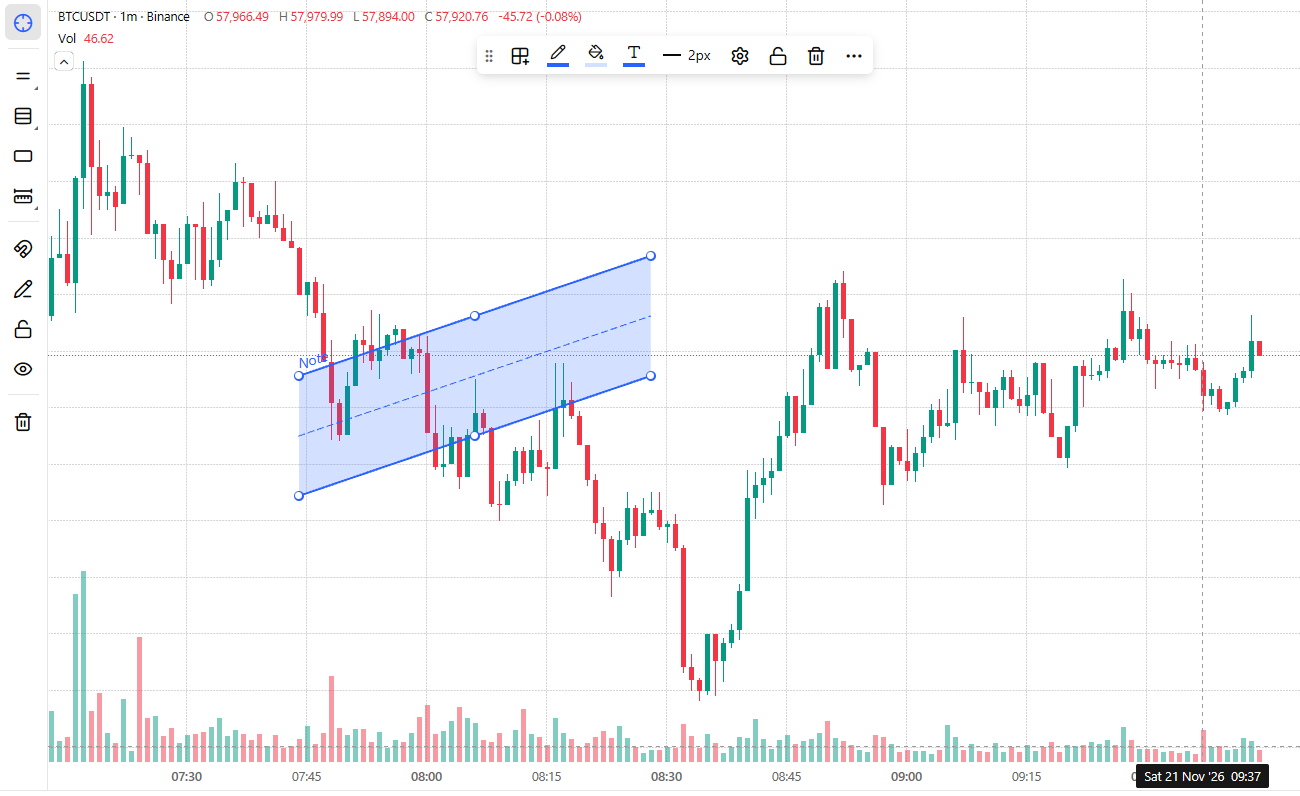 BTCUSDT · 1m · Binance O 57,966.49 H 57,979.99 L 57,894.00 C 57,920.76 -45.72 (-0.08%)
Vol 46.62
T 2px
Note
07:30 07:45 08:00 08:15 08:30 08:45 09:00 09:15
Sat 21 Nov '26 09:37